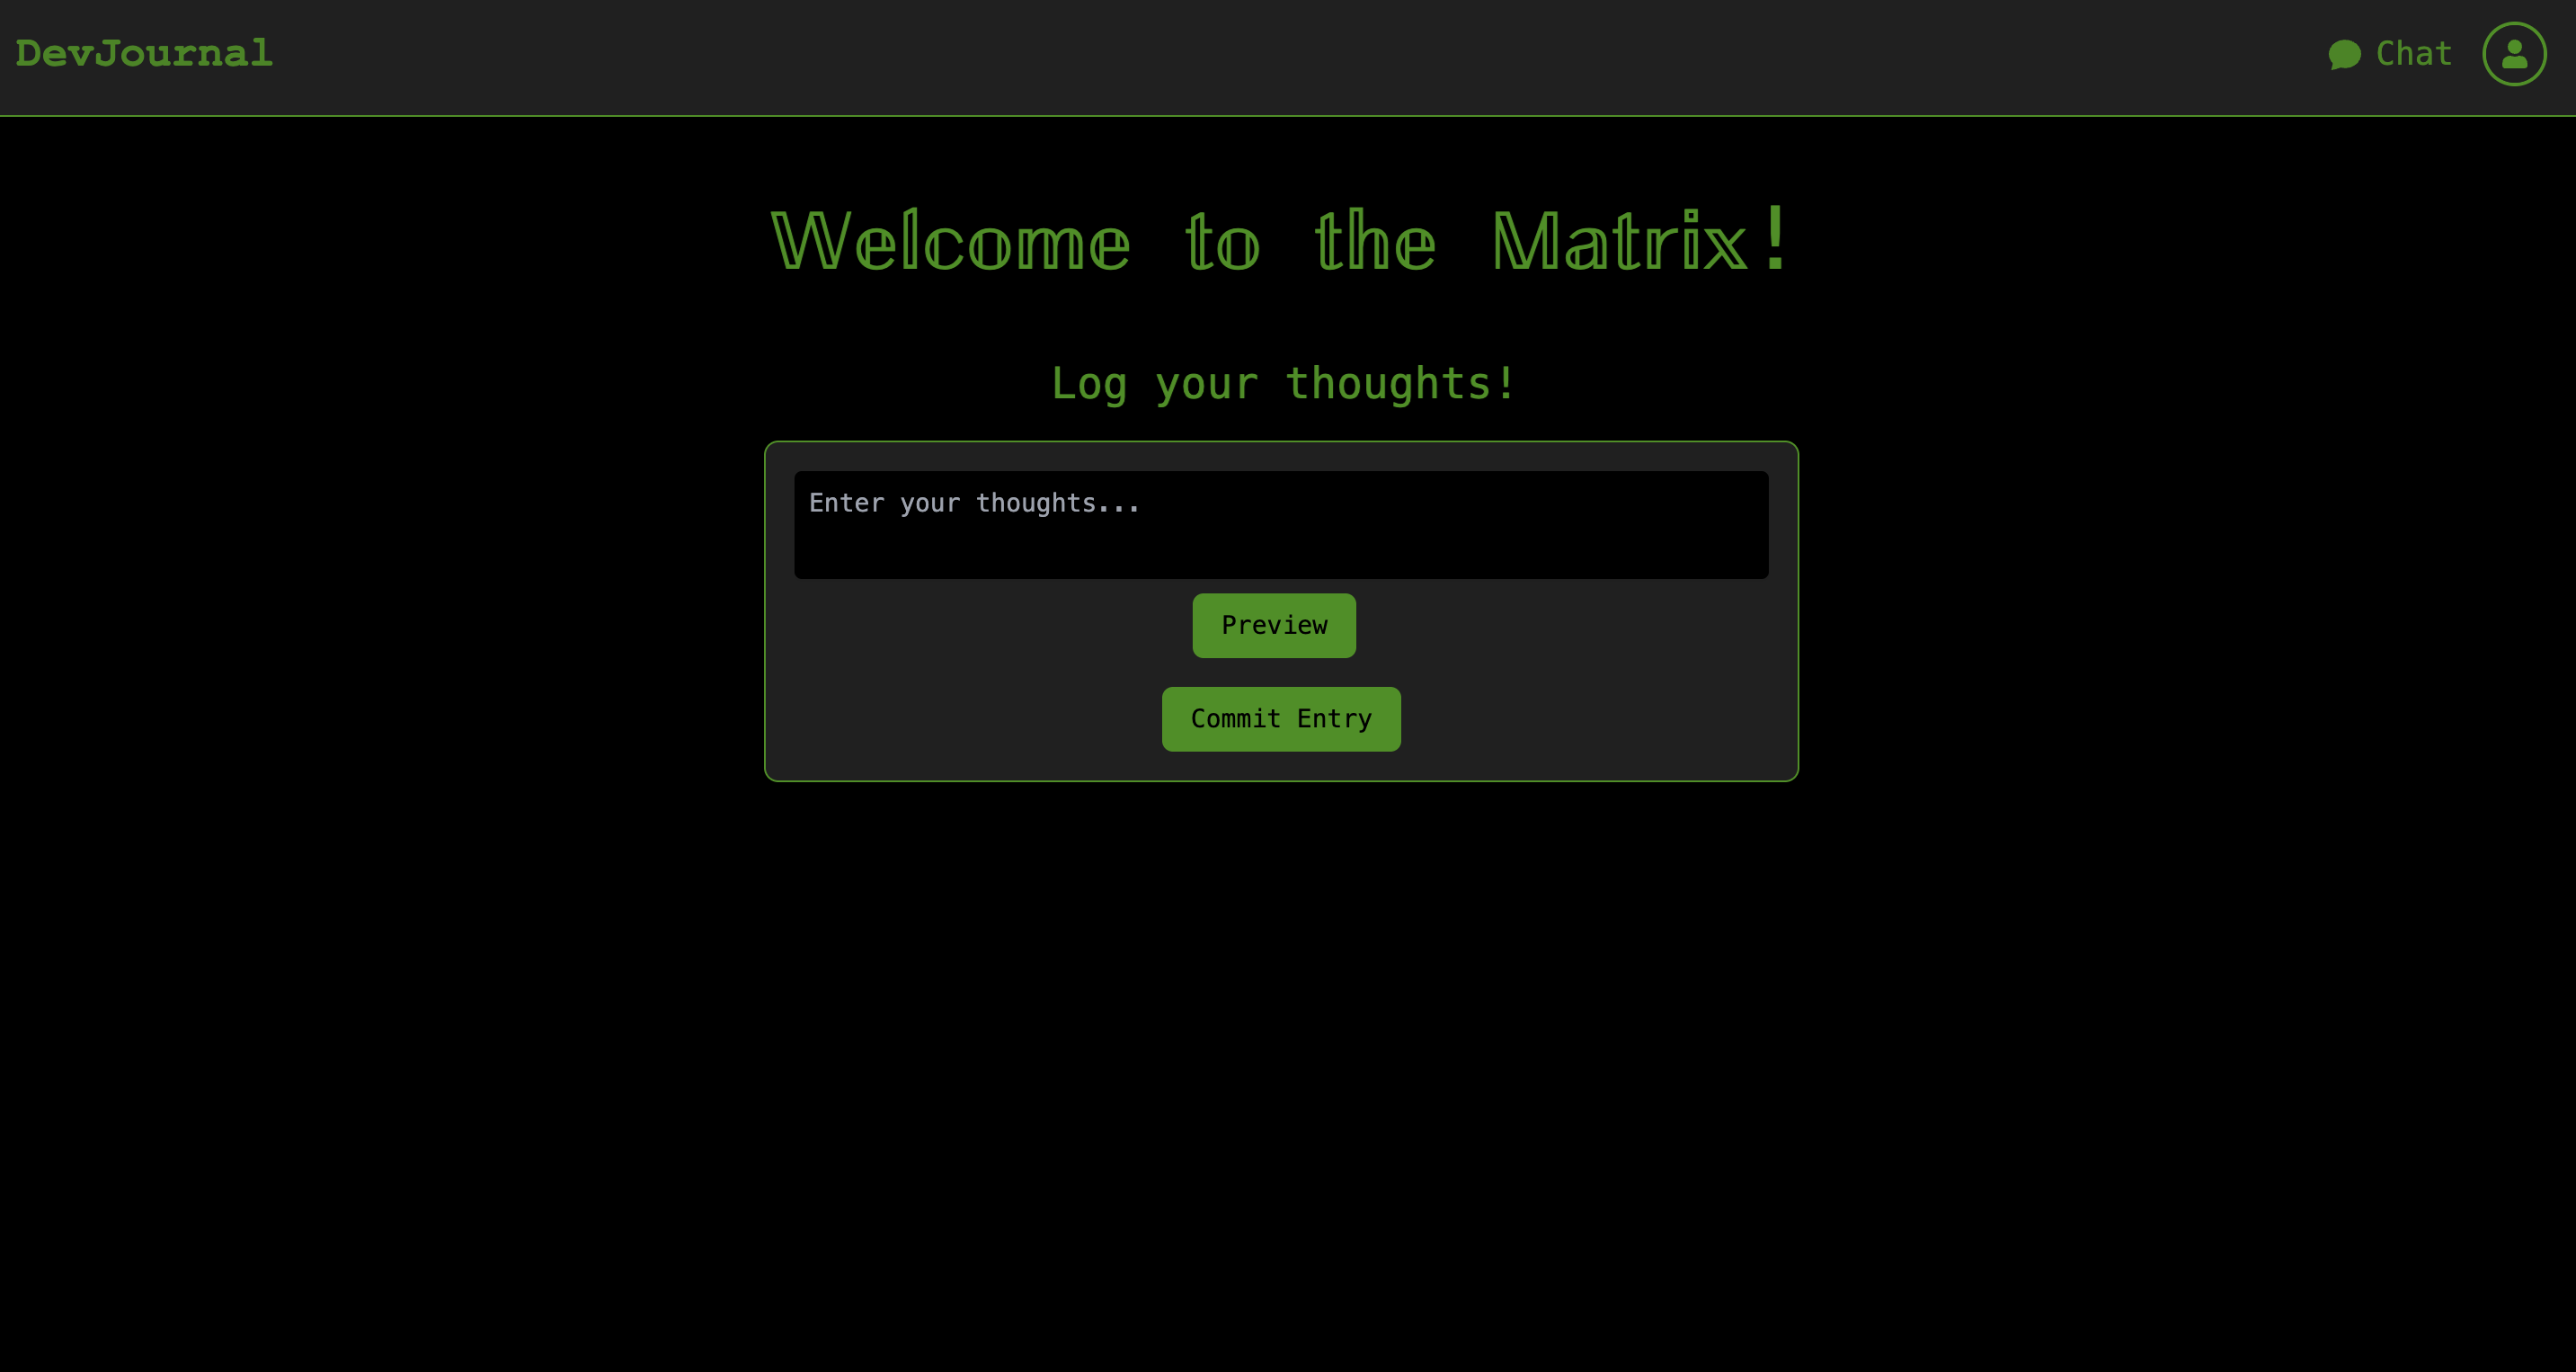 DevJournal
Chat
Welcome to the Matrix!
Log your thoughts!
Enter your thoughts...
Preview
Commit Entry